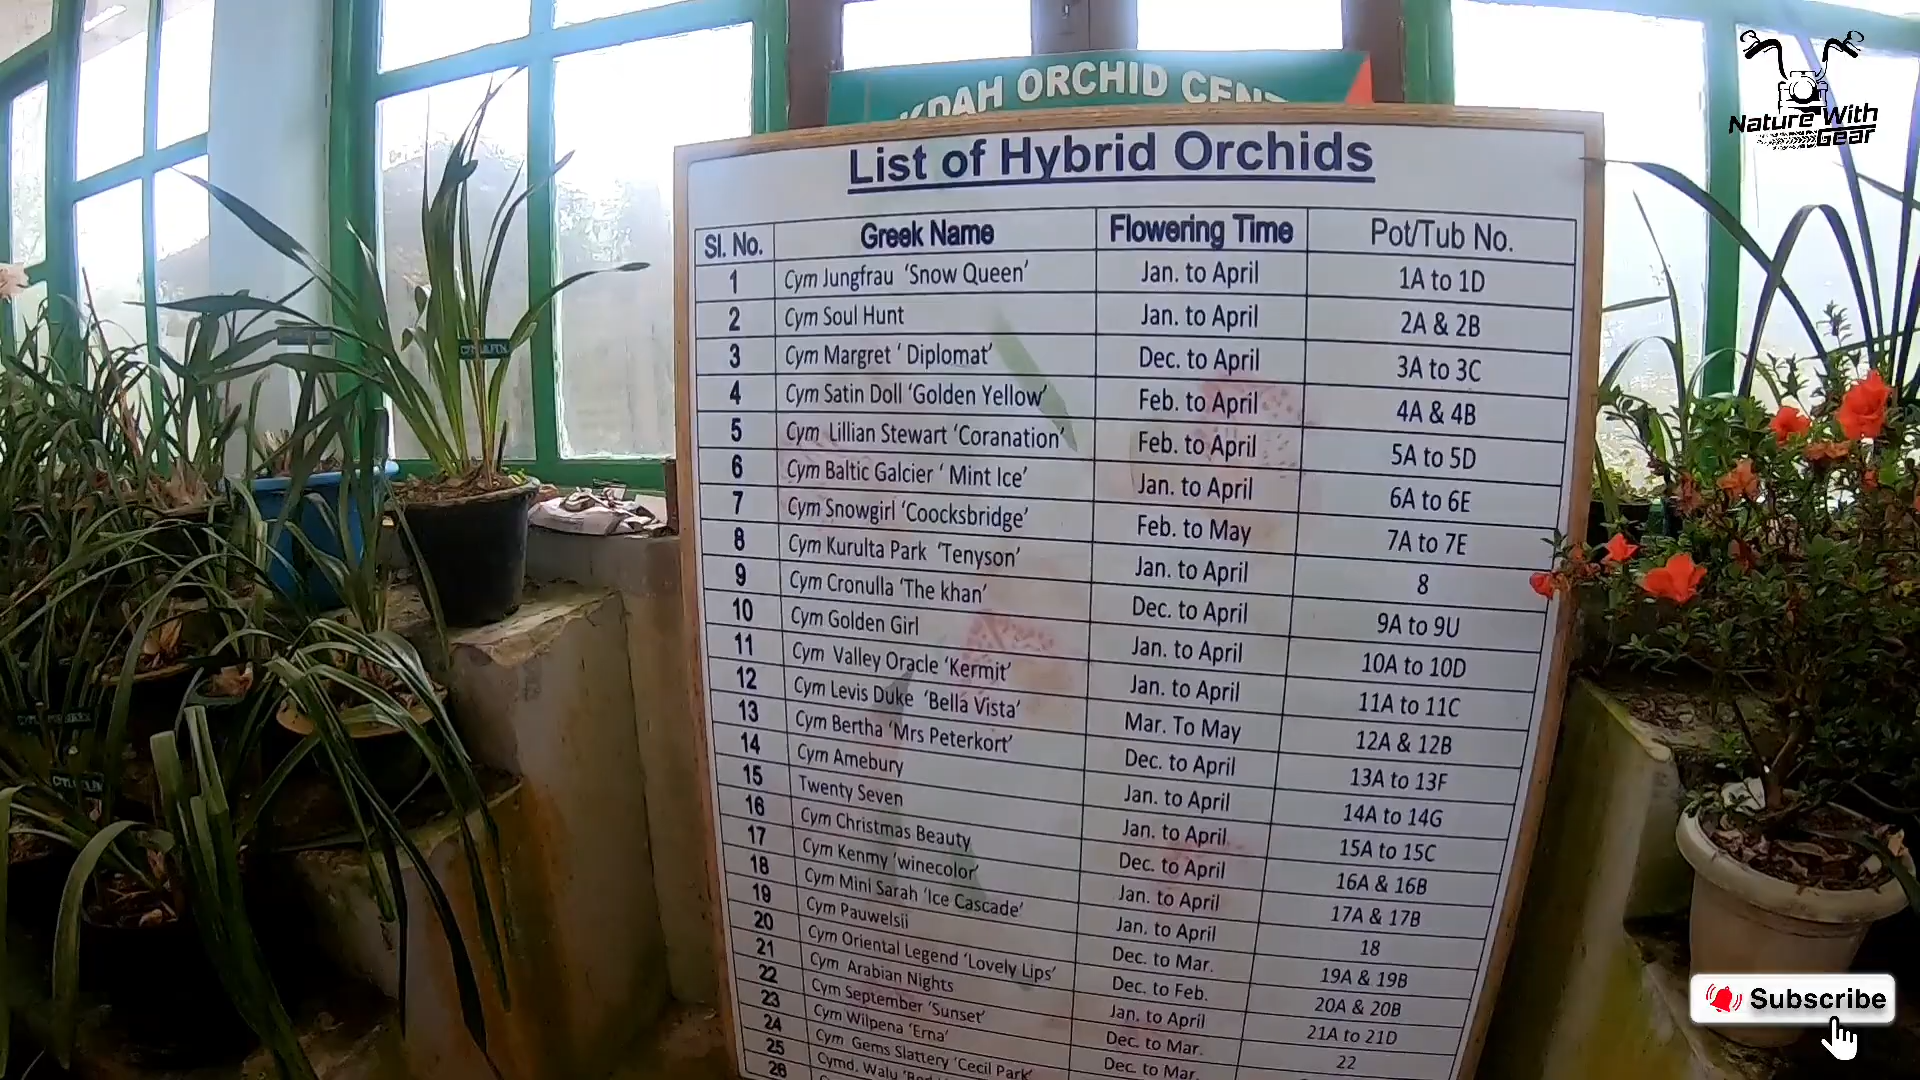 Nature With
Gear
KDAH ORCHID CENT
List of Hybrid Orchids
Sl. No. Greek Name Flowering Time Pot/Tub No.
1 Cym Jungfrau ‘Snow Queen’ Jan. to April 1A to 1D
2 Cym Soul Hunt Jan. to April 2A & 2B
3 Cym Margret ‘ Diplomat’ Dec. to April 3A to 3C
4 Cym Satin Doll ‘Golden Yellow’ Feb. to April 4A & 4B
5 Cym Lillian Stewart ‘Coranation’ Feb. to April 5A to 5D
6 Cym Baltic Galcier ‘ Mint Ice’ Jan. to April 6A to 6E
7 Cym Snowgirl ‘Coocksbridge’ Feb. to May 7A to 7E
8 Cym Kurulta Park ‘Tenyson’ Jan. to April 8
9 Cym Cronulla ‘The khan’ Dec. to April 9A to 9U
10 Cym Golden Girl Jan. to April 10A to 10D
11 Cym Valley Oracle ‘Kermit’ Jan. to April 11A to 11C
12 Cym Levis Duke ‘Bella Vista’ Mar. To May 12A & 12B
13 Cym Bertha ‘Mrs Peterkort’ Dec. to April 13A to 13F
14 Cym Amebury Jan. to April 14A to 14G
15 Twenty Seven Jan. to April 15A to 15C
16 Cym Christmas Beauty Dec. to April 16A & 16B
17 Cym Kenmy ‘winecolor’ Jan. to April 17A & 17B
18 Cym Mini Sarah ‘Ice Cascade’ Jan. to April 18
19 Cym Pauwelsii Dec. to Mar. 19A & 19B
20 Cym Oriental Legend ‘Lovely Lips’ Dec. to Feb. 20A & 20B
21 Cym Arabian Nights Jan. to April 21A to 21D
22 Cym September ‘Sunset’ Dec. to Mar. 22
23 Cym Wilpena ‘Erna’ Dec. to Mar.
24 Cym Gems Slattery ‘Cecil Park’
25 Cymd. Walu
26
Subscribe